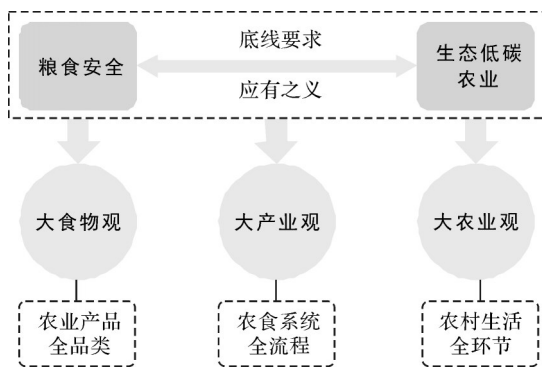 粮食安全
底线要求
应有之义
生态低碳
农业
大食物观
大产业观
大农业观
农业产品
全品类
农食系统
全流程
农村生活
全环节